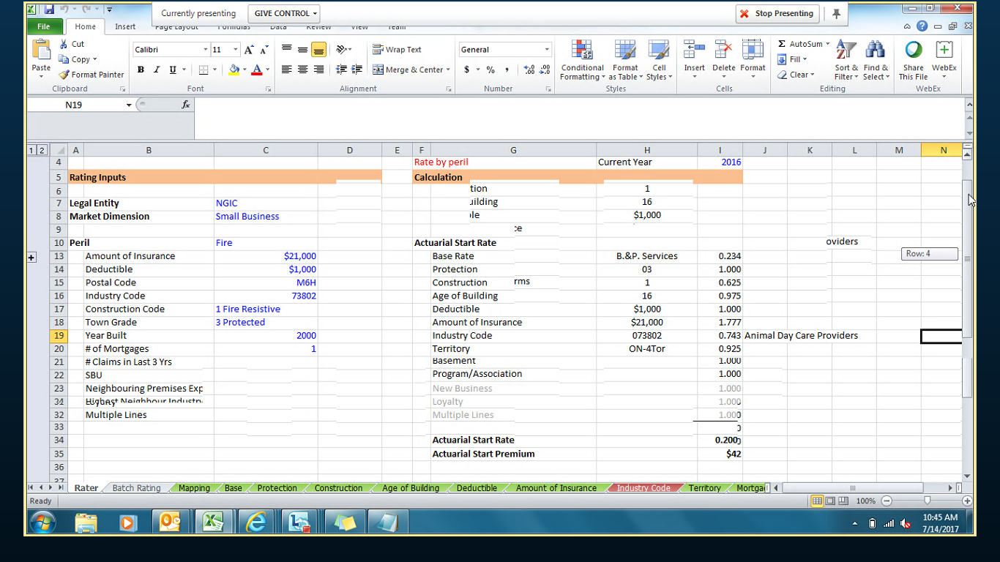 Currently presenting GIVE CONTROL Stop Presenting
File Home Insert Page Layout Formulas Data Review View Team
Cut Calibri 11 Wrap Text General AutoSum
Copy Fill
Paste Format Painter B I U Merge & Center $ % , Conditional Formatting Format as Table Cell Styles Insert Delete Format Clear Sort & Filter Find & Select Share This File WebEx
Clipboard Font Alignment Number Styles Cells Editing WebEx
N19 fx
1 2 A B C D E F G H I J K L M N
4 Rate by peril Current Year 2016
5 Rating Inputs Calculation
6 tion 1
7 Legal Entity NGIC uilding 16
8 Market Dimension Small Business $1,000
9 ce
10 Peril Fire Actuarial Start Rate oviders
13 Amount of Insurance $21,000 Base Rate B.&P. Services 0.234 Row: 4
14 Deductible $1,000 Protection 03 1.000
15 Postal Code M6H Construction rms 1 0.625
16 Industry Code 73802 Age of Building 16 0.975
17 Construction Code 1 Fire Resistive Deductible $1,000 1.000
18 Town Grade 3 Protected Amount of Insurance $21,000 1.777
19 Year Built 2000 Industry Code 073802 0.743 Animal Day Care Providers
20 # of Mortgages 1 Territory ON-4Tor 0.925
21 # Claims in Last 3 Yrs Basement 1.000
22 SBU Program/Association 1.000
23 Neighbouring Premises Exp New Business 1.000
Loyalty 1.000
32 Multiple Lines Multiple Lines 1.000
33
34 Actuarial Start Rate 0.200
35 Actuarial Start Premium $42
36
37
Rater Batch Rating Mapping Base Protection Construction Age of Building Deductible Amount of Insurance Industry Code Territory Mortgag
Ready 100%
10:45 AM
7/14/2017